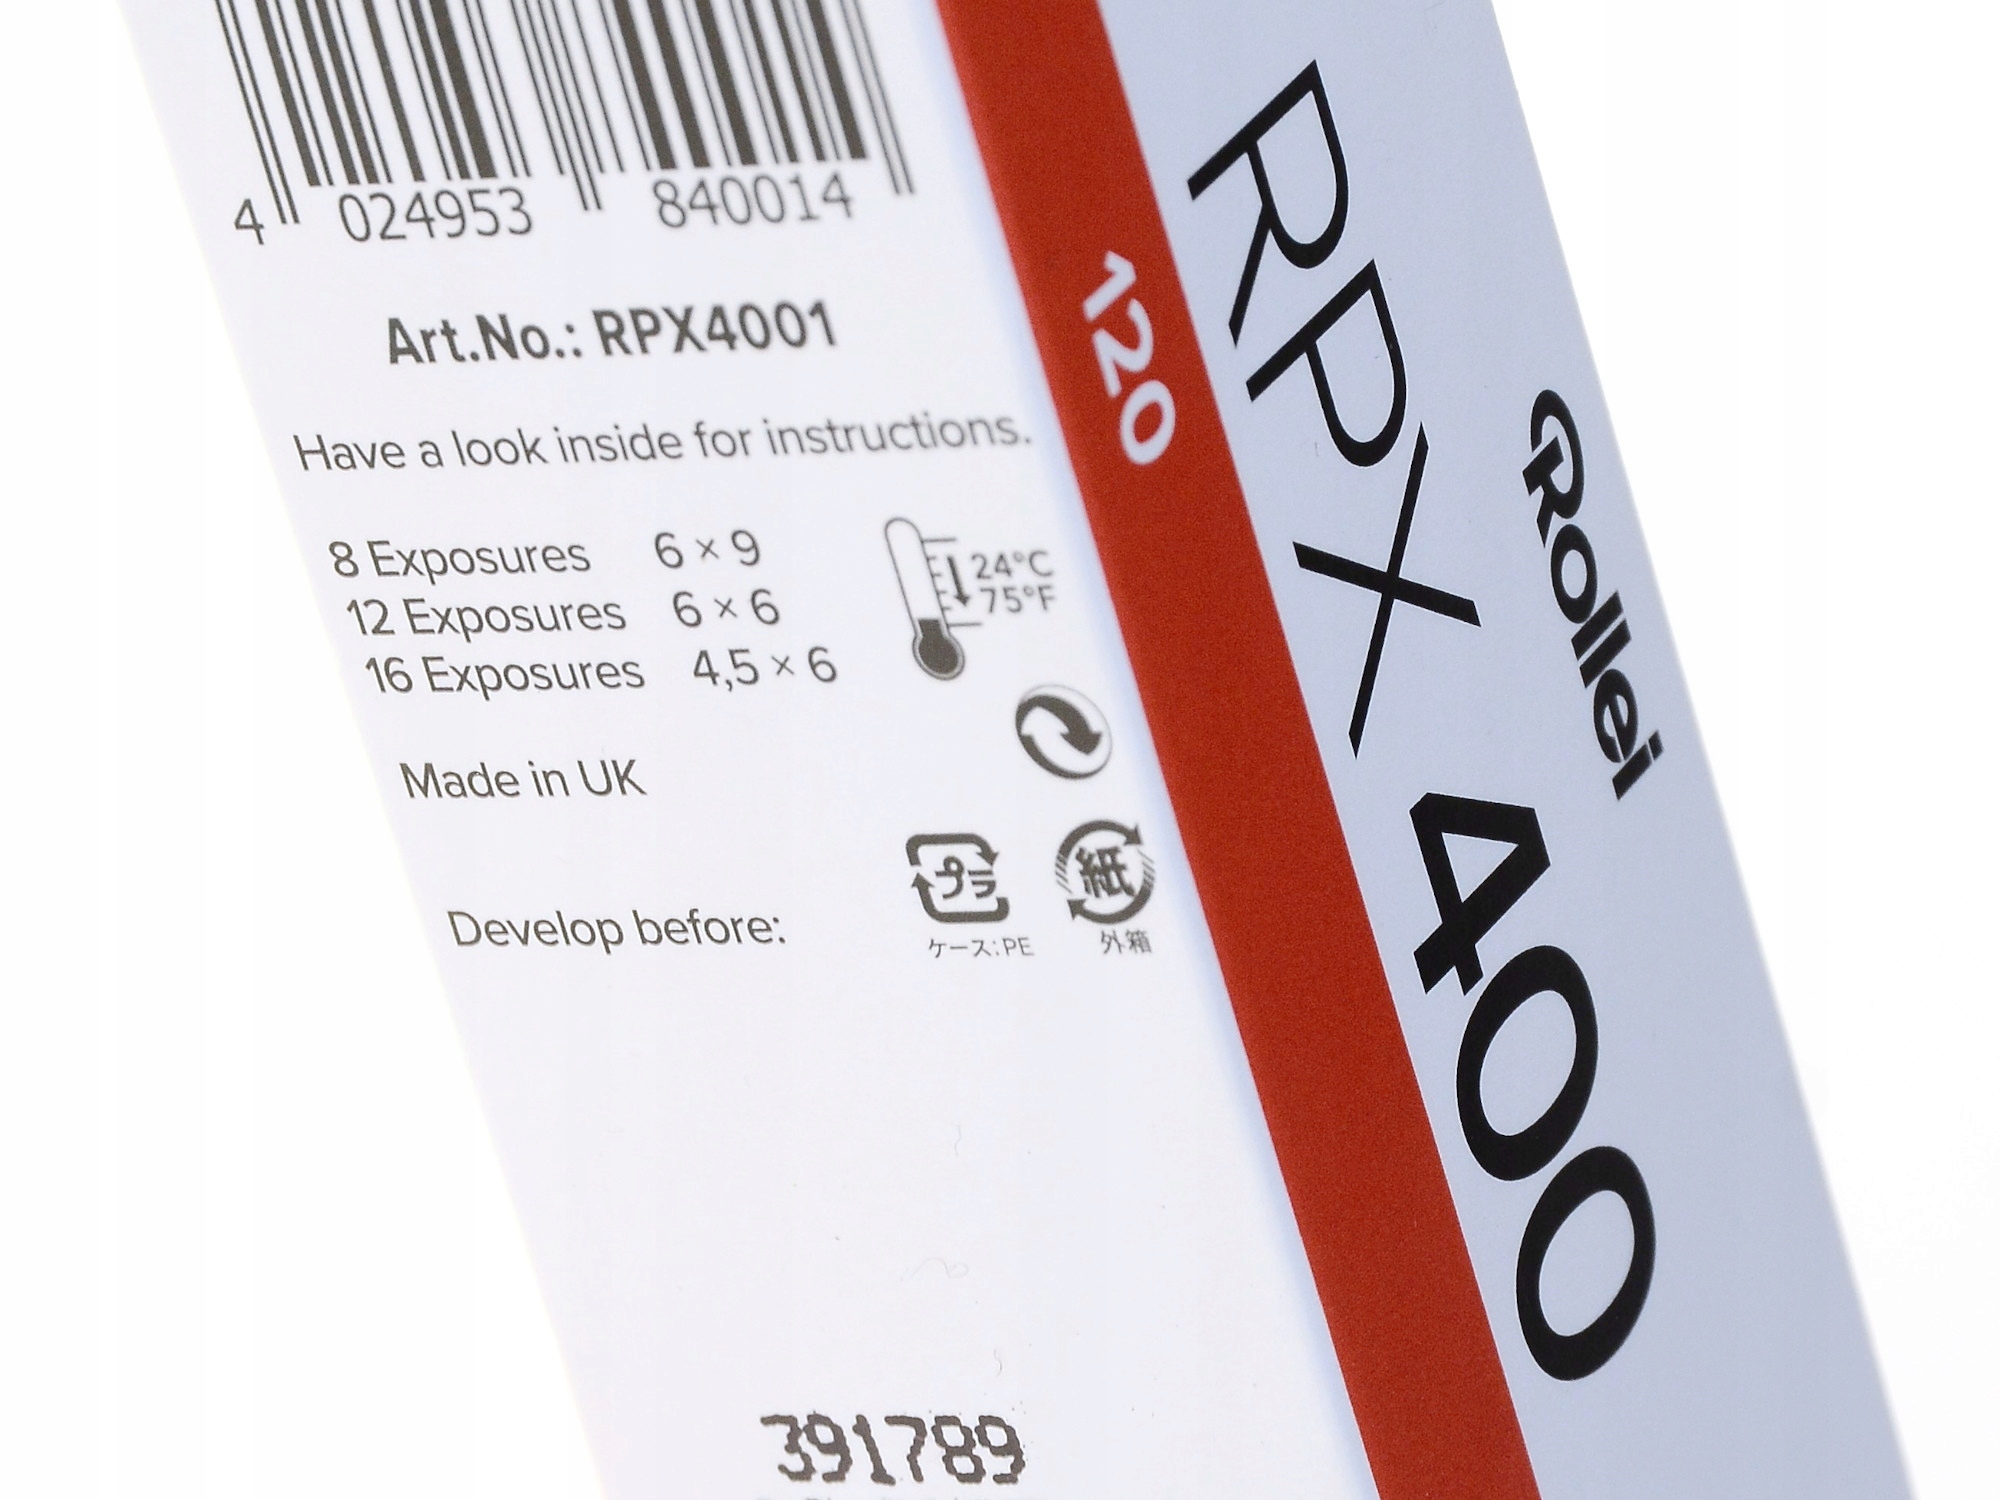 4 024953 840014
Art.No.: RPX4001
Have a look inside for instructions.
8 Exposures 6 × 9
12 Exposures 6 × 6
16 Exposures 4,5 × 6
24°C
75°F
Made in UK
プラ
ケース:PE
紙
外箱
Develop before:
391789
120
RPX 400
Rollei